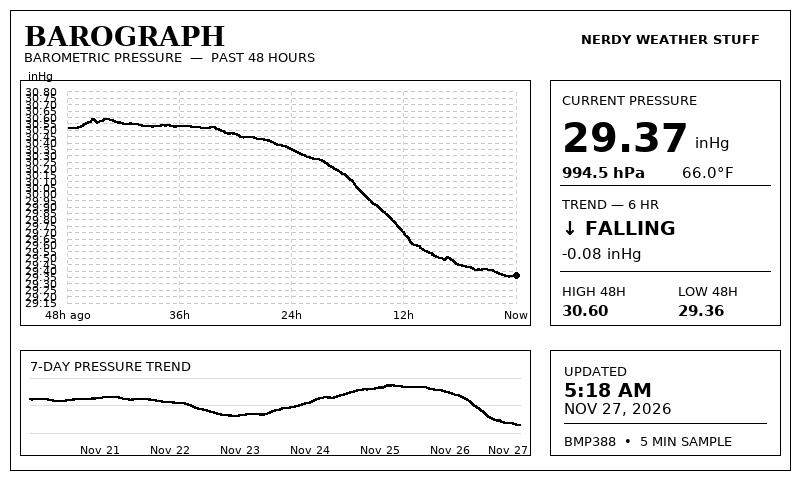 BAROGRAPH
BAROMETRIC PRESSURE — PAST 48 HOURS
NERDY WEATHER STUFF
inHg
30.80
30.75
30.70
30.65
30.60
30.55
30.50
30.45
30.40
30.35
30.30
30.25
30.20
30.15
30.10
30.05
30.00
29.95
29.90
29.85
29.80
29.75
29.70
29.65
29.60
29.55
29.50
29.45
29.40
29.35
29.30
29.25
29.20
29.15
48h ago 36h 24h 12h Now
CURRENT PRESSURE
29.37 inHg
994.5 hPa 66.0°F
TREND — 6 HR
↓ FALLING
-0.08 inHg
HIGH 48H LOW 48H
30.60 29.36
7-DAY PRESSURE TREND
Nov 21 Nov 22 Nov 23 Nov 24 Nov 25 Nov 26 Nov 27
UPDATED
5:18 AM
NOV 27, 2026
BMP388 • 5 MIN SAMPLE